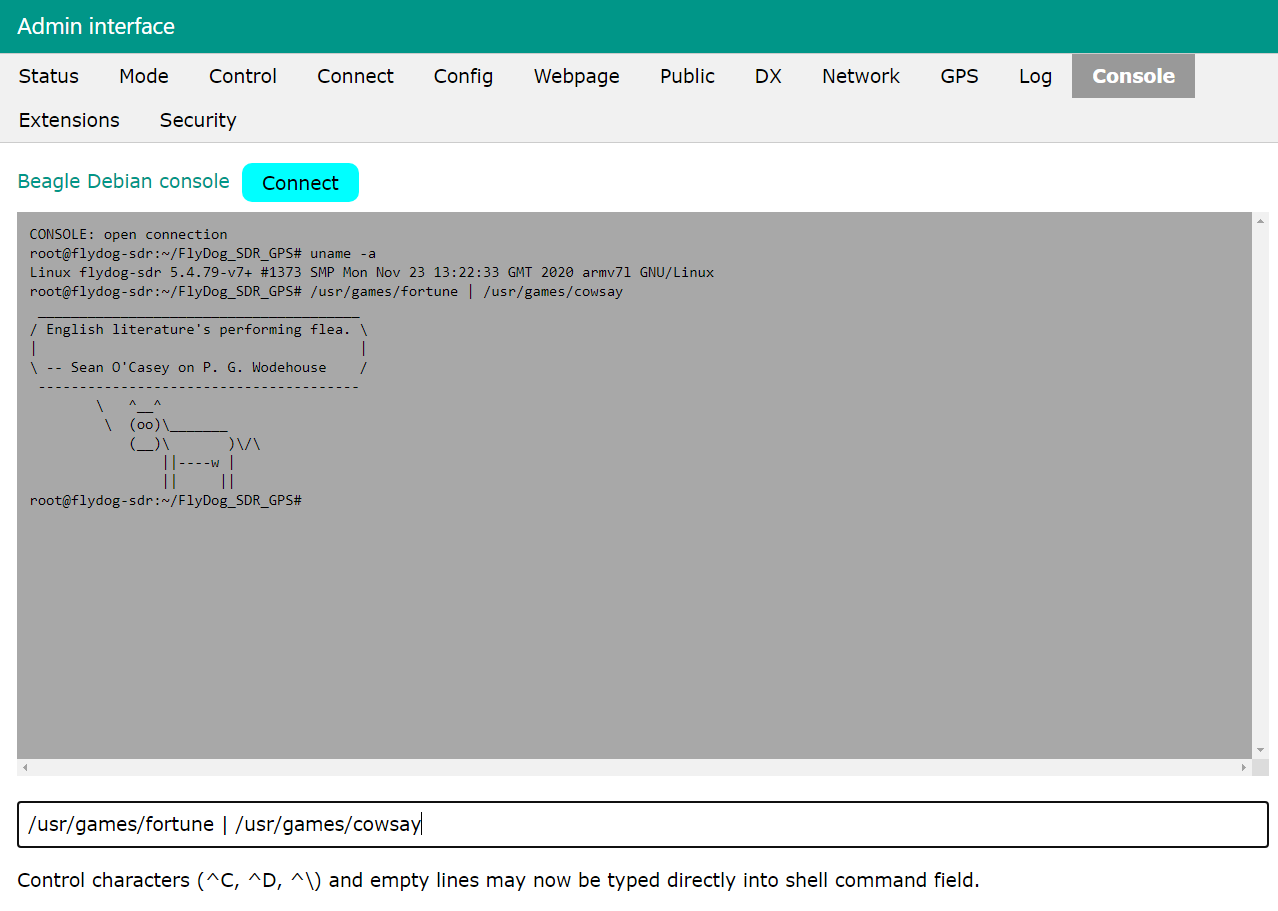 Admin interface
Status Mode Control Connect Config Webpage Public DX Network GPS Log Console
Extensions Security
Beagle Debian console Connect
CONSOLE: open connection
root@flydog-sdr:~/FlyDog_SDR_GPS# uname -a
Linux flydog-sdr 5.4.79-v7+ #1373 SMP Mon Nov 23 13:22:33 GMT 2020 armv7l GNU/Linux
root@flydog-sdr:~/FlyDog_SDR_GPS# /usr/games/fortune | /usr/games/cowsay
 _______________________________________
/ English literature's performing flea. \
|                                       |
\ -- Sean O'Casey on P. G. Wodehouse    /
 ---------------------------------------
        \   ^__^
         \  (oo)\_______
            (__)\       )\/\
                ||----w |
                ||     ||
root@flydog-sdr:~/FlyDog_SDR_GPS#
/usr/games/fortune | /usr/games/cowsay
Control characters (^C, ^D, ^\) and empty lines may now be typed directly into shell command field.